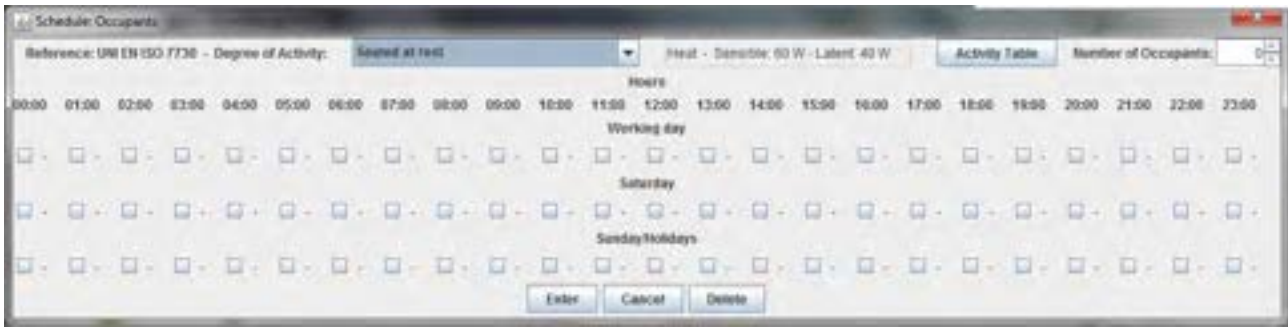 Schedule: Occupants
Reference: UNI EN ISO 7730 - Degree of Activity: Seated at rest Heat - Sensible: 60 W - Latent: 40 W Activity Table Number of Occupants: 0
Hours
00:00 01:00 02:00 03:00 04:00 05:00 06:00 07:00 08:00 09:00 10:00 11:00 12:00 13:00 14:00 15:00 16:00 17:00 18:00 19:00 20:00 21:00 22:00 23:00
Working day
- - - - - - - - - - - - - - - - - - - - - - - -
Saturday
- - - - - - - - - - - - - - - - - - - - - - - -
Sunday/Holidays
- - - - - - - - - - - - - - - - - - - - - - - -
Enter Cancel Delete